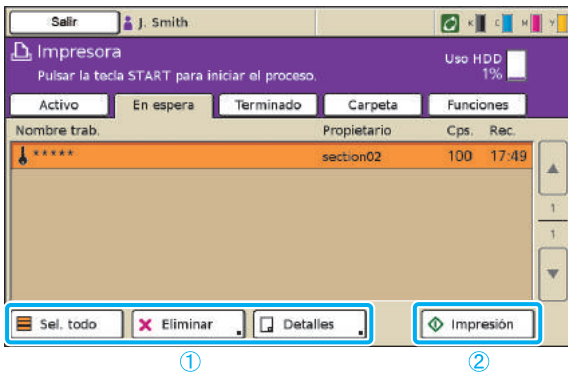 Salir J. Smith K C M Y
Impresora Uso HDD
Pulsar la tecla START para iniciar el proceso. 1%
Activo En espera Terminado Carpeta Funciones
Nombre trab. Propietario Cps. Rec.
***** section02 100 17:49
1
1
Sel. todo Eliminar Detalles Impresión
① ②